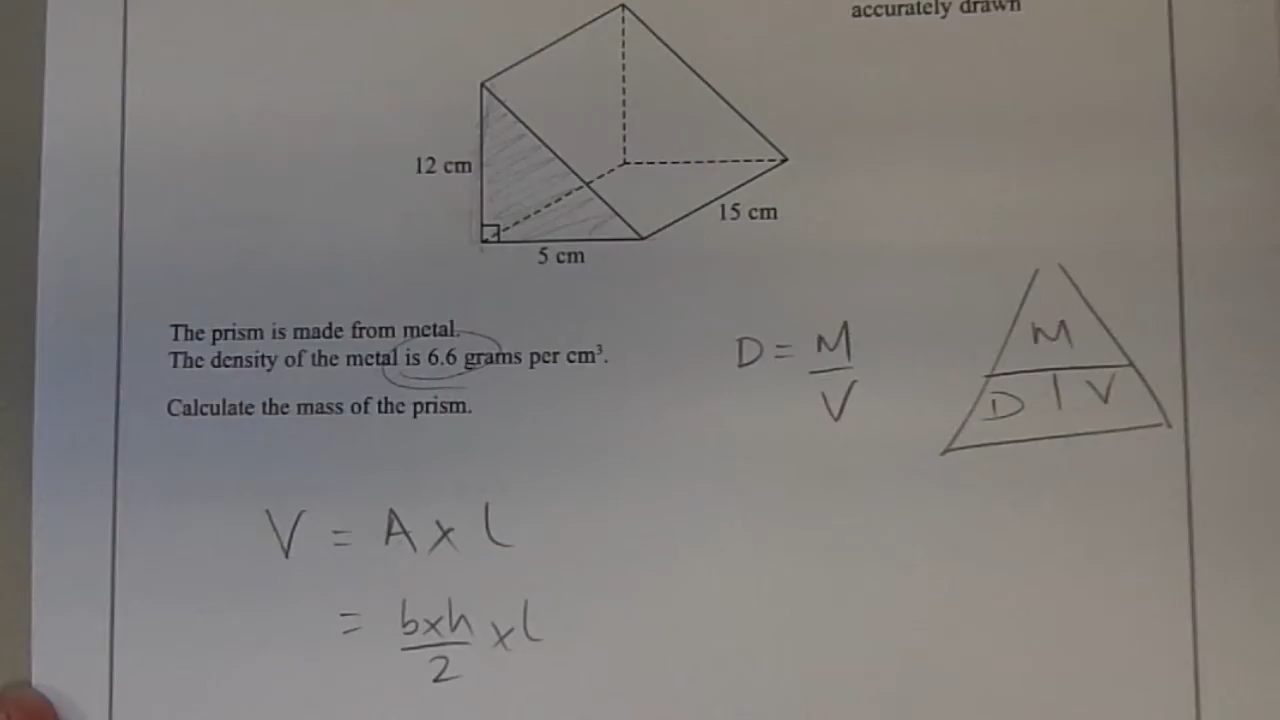 accurately drawn
12 cm
15 cm
5 cm
The prism is made from metal.
The density of the metal is 6.6 grams per cm³.
Calculate the mass of the prism.
D = M/V
M
D | V
V = A x l
= bxh/2 x l